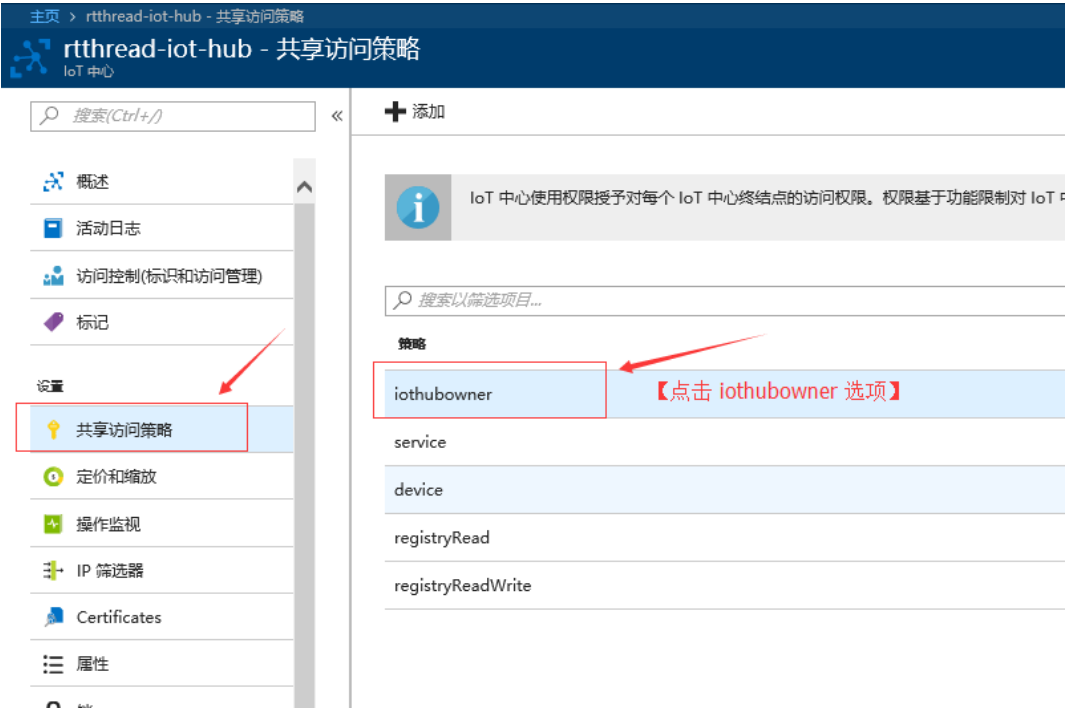 主页 > rtthread-iot-hub - 共享访问策略
rtthread-iot-hub - 共享访问策略
IoT 中心
搜索(Ctrl+/)
«
概述
活动日志
访问控制(标识和访问管理)
标记
设置
共享访问策略
定价和缩放
操作监视
IP 筛选器
Certificates
属性
添加
IoT 中心使用权限授予对每个 IoT 中心终结点的访问权限。权限基于功能限制对 IoT
搜索以筛选项目...
策略
iothubowner
【点击 iothubowner 选项】
service
device
registryRead
registryReadWrite